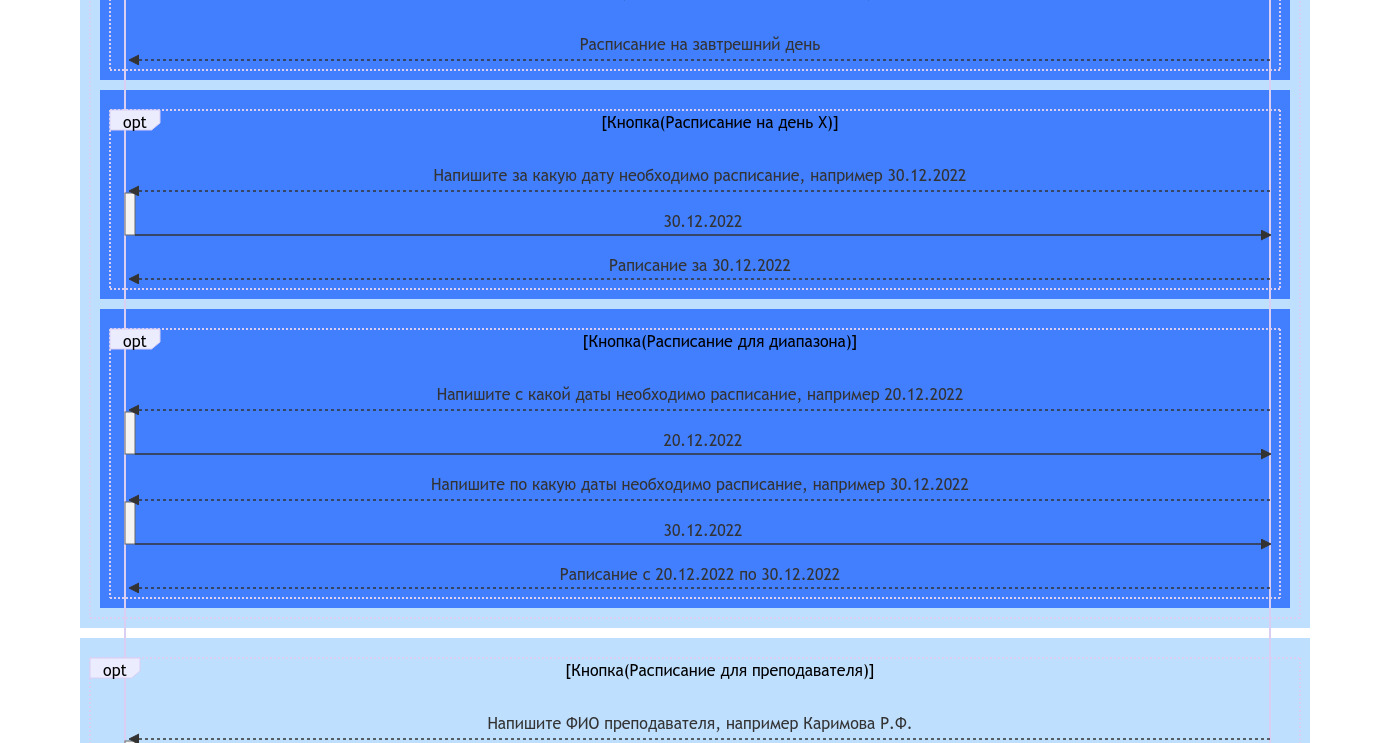 Расписание на завтрешний день
opt
[Кнопка(Расписание на день X)]
Напишите за какую дату необходимо расписание, например 30.12.2022
30.12.2022
Раписание за 30.12.2022
opt
[Кнопка(Расписание для диапазона)]
Напишите с какой даты необходимо расписание, например 20.12.2022
20.12.2022
Напишите по какую даты необходимо расписание, например 30.12.2022
30.12.2022
Раписание с 20.12.2022 по 30.12.2022
opt
[Кнопка(Расписание для преподавателя)]
Напишите ФИО преподавателя, например Каримова Р.Ф.